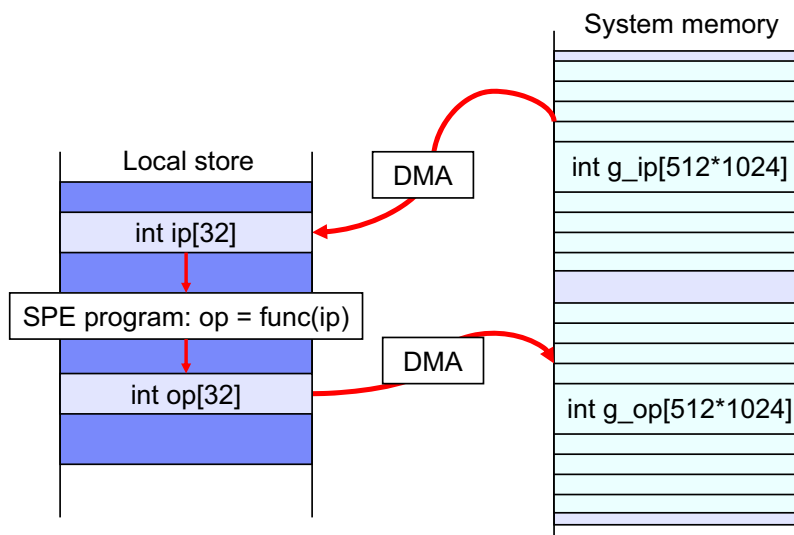 System memory
Local store
DMA
int g_ip[512*1024]
int ip[32]
SPE program: op = func(ip)
DMA
int op[32]
int g_op[512*1024]